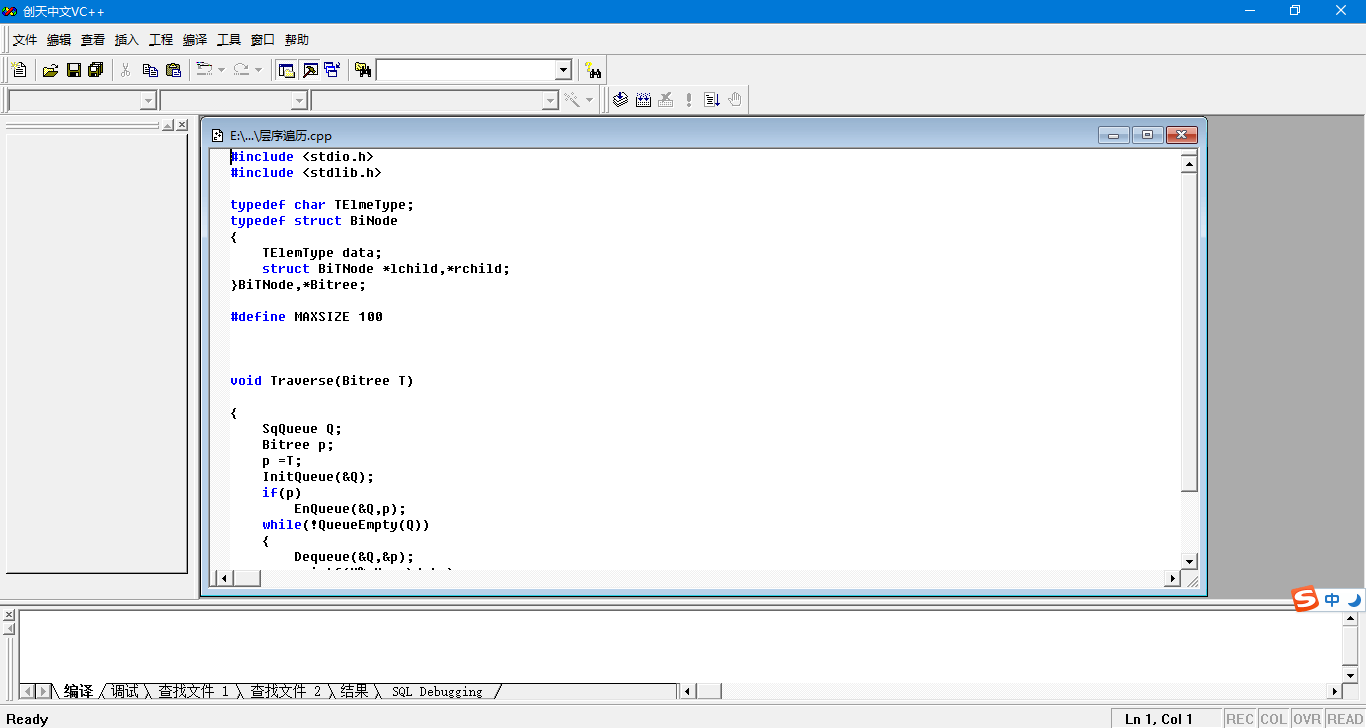 创天中文VC++
文件 编辑 查看 插入 工程 编译 工具 窗口 帮助
E:\...\层序遍历.cpp
#include <stdio.h>
#include <stdlib.h>
typedef char TElmeType;
typedef struct BiNode
{
TElemType data;
struct BiTNode *lchild,*rchild;
}BiTNode,*Bitree;
#define MAXSIZE 100
void Traverse(Bitree T)
{
SqQueue Q;
Bitree p;
p =T;
InitQueue(&Q);
if(p)
EnQueue(&Q,p);
while(!QueueEmpty(Q))
{
Dequeue(&Q,&p);
中
编译 调试 查找文件 1 查找文件 2 结果 SQL Debugging
Ready Ln 1, Col 1 REC COL OVR READ